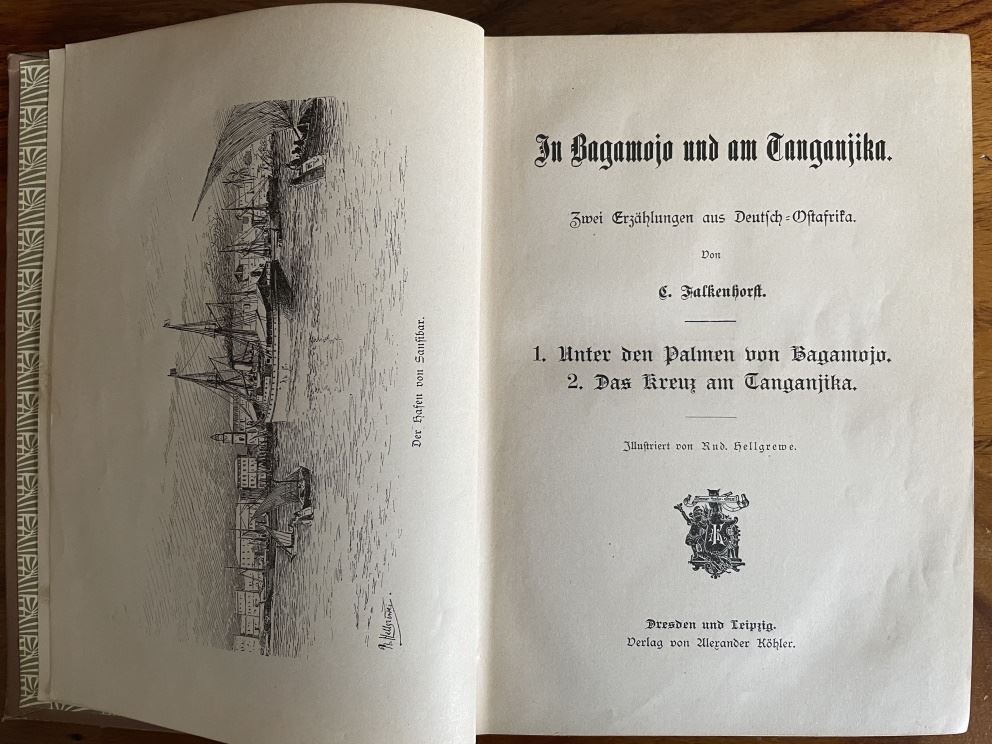 Der Hafen von Sansibar.
R. Hellgrewe.
In Bagamojo und am Tanganjika.
Zwei Erzählungen aus Deutsch-Ostafrika.
Von
C. Falkenhorst.
1. Unter den Palmen von Bagamojo.
2. Das Kreuz am Tanganjika.
Illustriert von Rud. Hellgrewe.
AK
Dresden und Leipzig.
Verlag von Alexander Köhler.